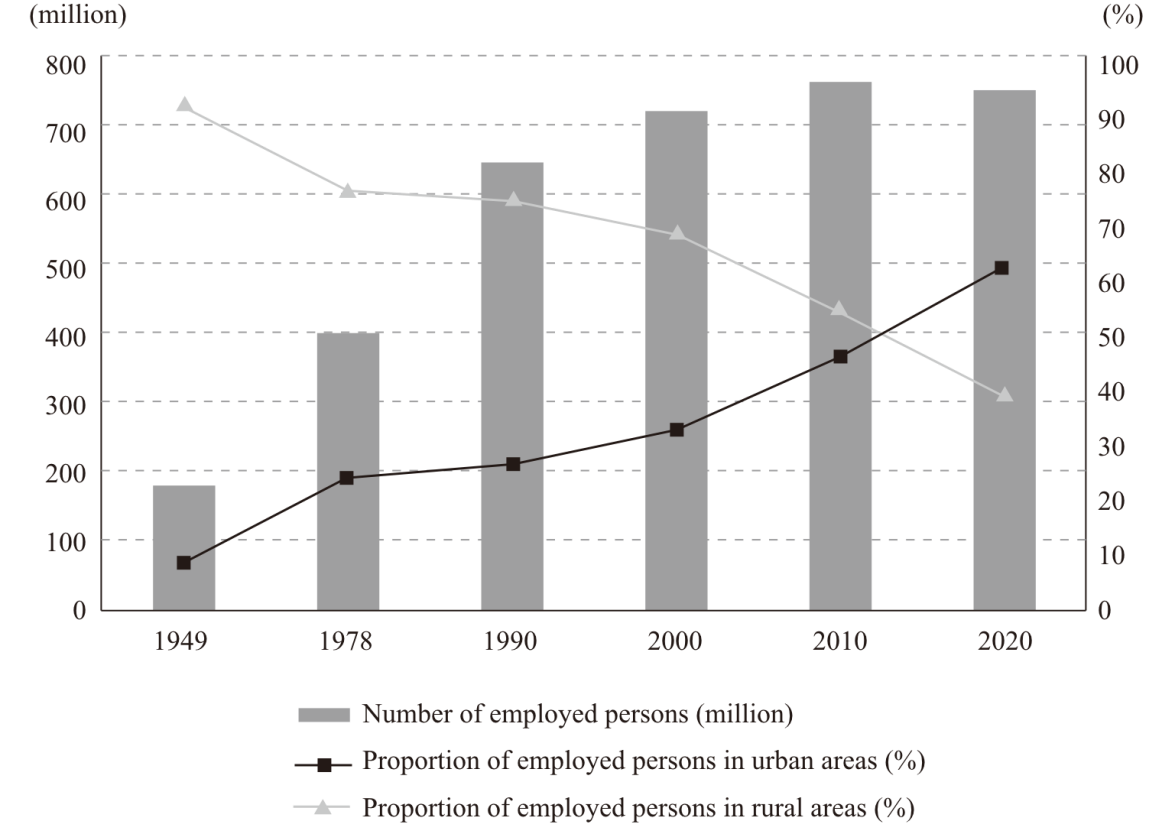 (million) (%)
800 100
700 90
600 80
500 70
400 60
300 50
200 40
100 30
0 20
10
0
1949 1978 1990 2000 2010 2020
Number of employed persons (million)
Proportion of employed persons in urban areas (%)
Proportion of employed persons in rural areas (%)